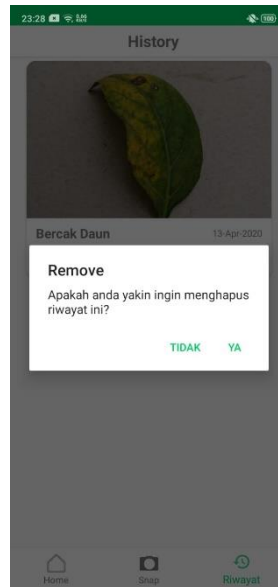 23:28
History
Bercak Daun
13-Apr-2020
Remove
Apakah anda yakin ingin menghapus
riwayat ini?
TIDAK YA
Home Snap Riwayat